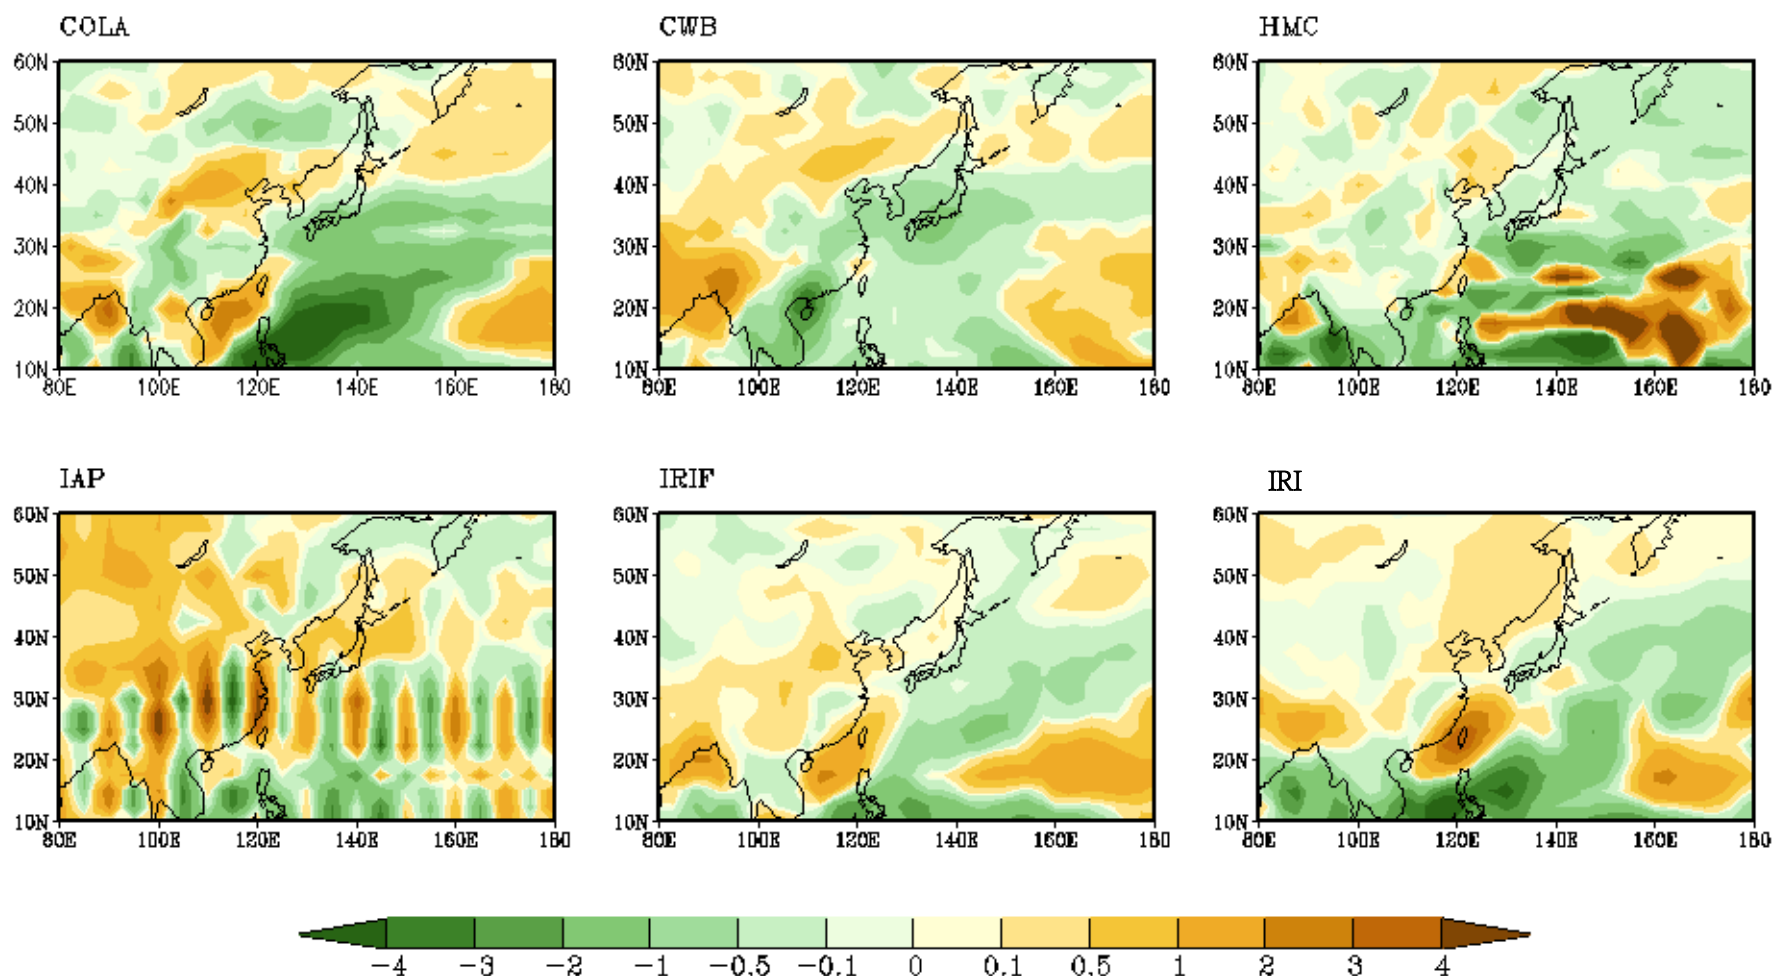 COLA CWB HMC
60N 60N 60N
50N 50N 50N
40N 40N 40N
30N 30N 30N
20N 20N 20N
10N 10N 10N
80E 100E 120E 140E 160E 180 80E 100E 120E 140E 160E 180 80E 100E 120E 140E 160E 180
IAP IRIF IRI
60N 60N 60N
50N 50N 50N
40N 40N 40N
30N 30N 30N
20N 20N 20N
10N 10N 10N
80E 100E 120E 140E 160E 180 80E 100E 120E 140E 160E 180 80E 100E 120E 140E 160E 180
−4 −3 −2 −1 −0.5 −0.1 0 0.1 0.5 1 2 3 4